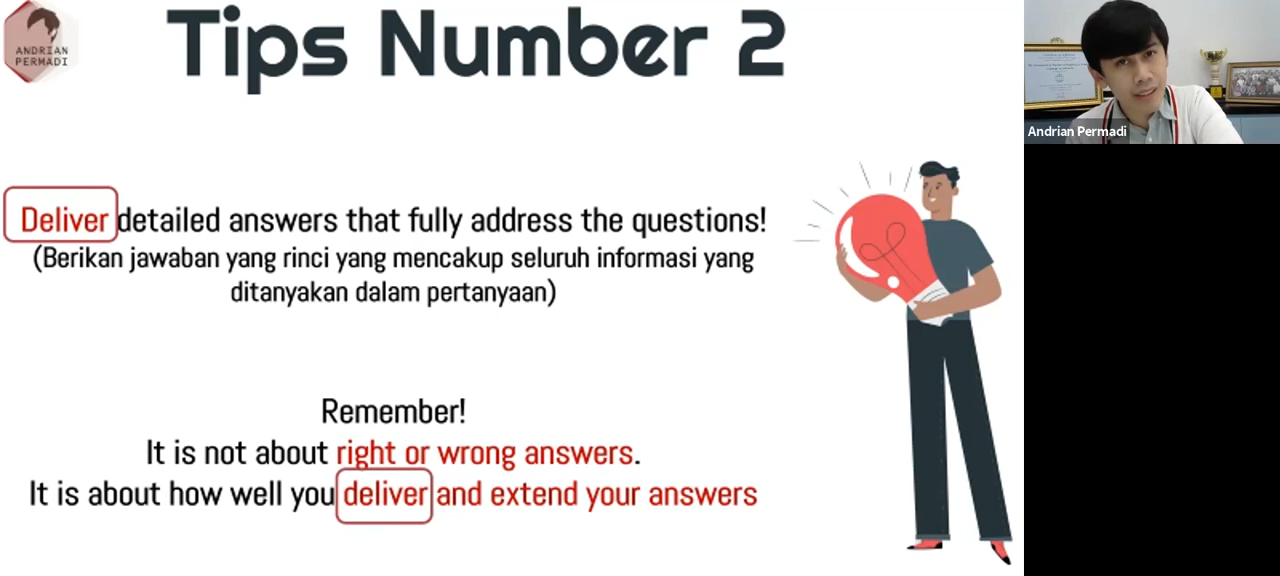 ANDRIAN
PERMADI
Tips Number 2
Deliver detailed answers that fully address the questions!
(Berikan jawaban yang rinci yang mencakup seluruh informasi yang
ditanyakan dalam pertanyaan)
Remember!
It is not about right or wrong answers.
It is about how well you deliver and extend your answers
Andrian Permadi